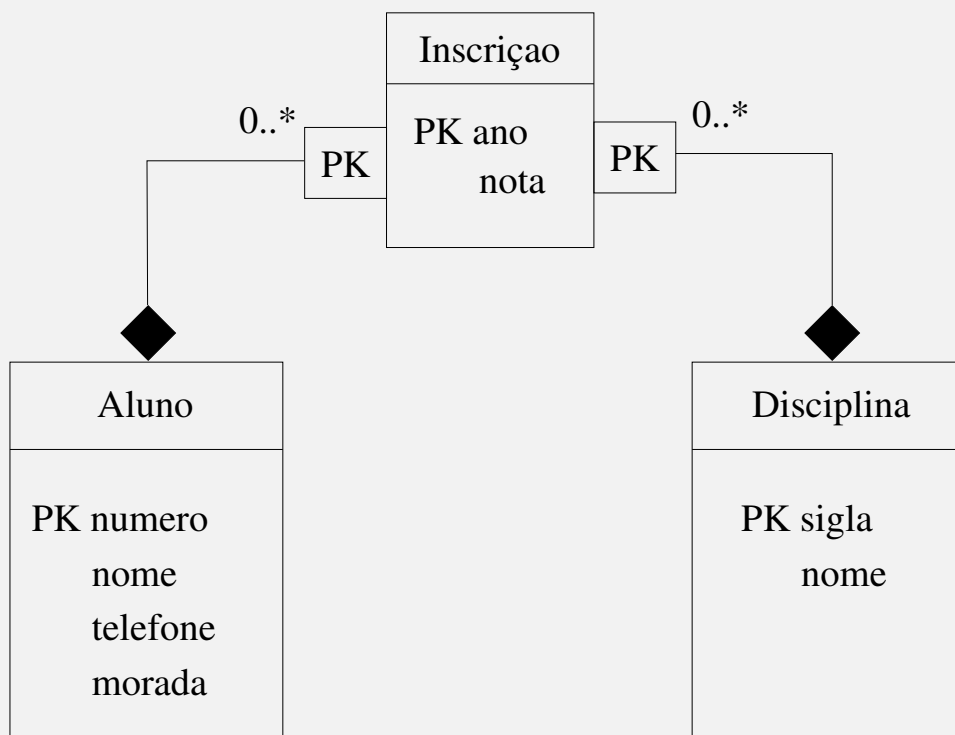 Inscriçao
0..*
PK
PK ano
nota
PK
0..*
Aluno
PK numero
nome
telefone
morada
Disciplina
PK sigla
nome